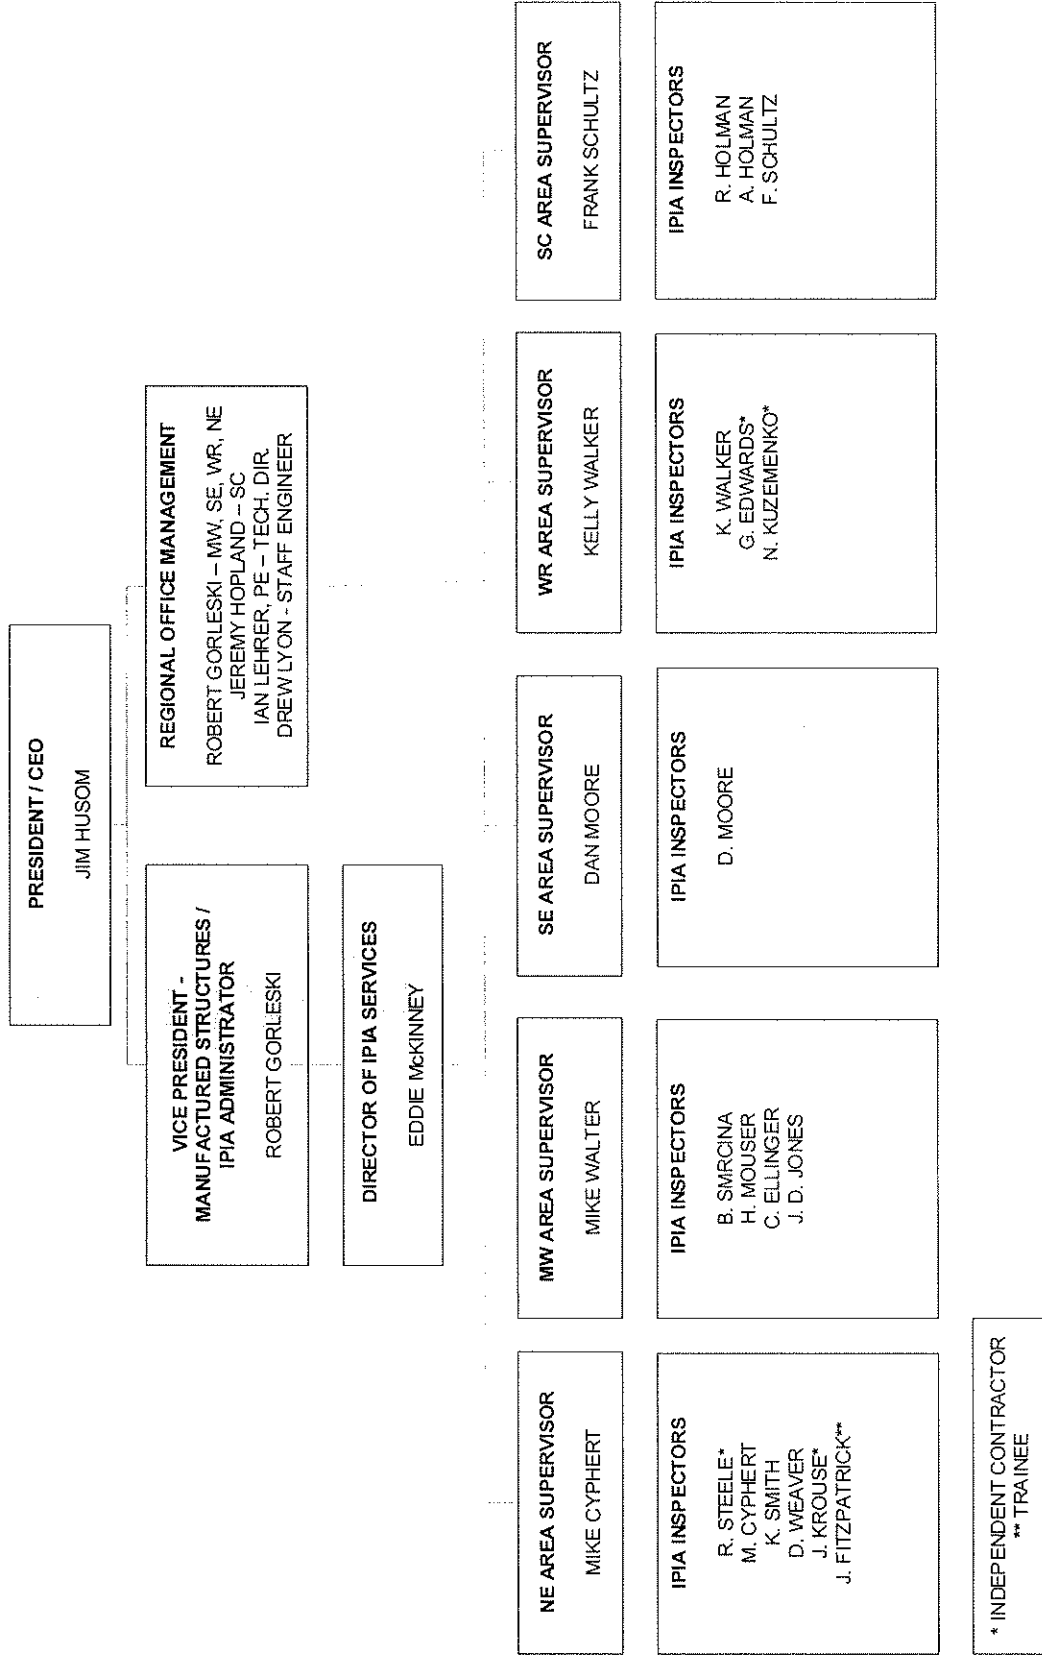 PRESIDENT / CEO
JIM HUSOM
VICE PRESIDENT -
MANUFACTURED STRUCTURES /
IPIA ADMINISTRATOR
ROBERT GORLESKI
REGIONAL OFFICE MANAGEMENT
ROBERT GORLESKI – MW, SE, WR, NE
JEREMY HOPLAND – SC
IAN LEHRER, PE – TECH. DIR.
DREW LYON - STAFF ENGINEER
DIRECTOR OF IPIA SERVICES
EDDIE McKINNEY
NE AREA SUPERVISOR
MIKE CYPHERT
MW AREA SUPERVISOR
MIKE WALTER
SE AREA SUPERVISOR
DAN MOORE
WR AREA SUPERVISOR
KELLY WALKER
SC AREA SUPERVISOR
FRANK SCHULTZ
IPIA INSPECTORS
R. STEELE*
M. CYPHERT
K. SMITH
D. WEAVER
J. KROUSE*
J. FITZPATRICK**
IPIA INSPECTORS
B. SMRCINA
H. MOUSER
C. ELLINGER
J. D. JONES
IPIA INSPECTORS
D. MOORE
IPIA INSPECTORS
K. WALKER
G. EDWARDS*
N. KUZEMENKO*
IPIA INSPECTORS
R. HOLMAN
A. HOLMAN
F. SCHULTZ
* INDEPENDENT CONTRACTOR
** TRAINEE